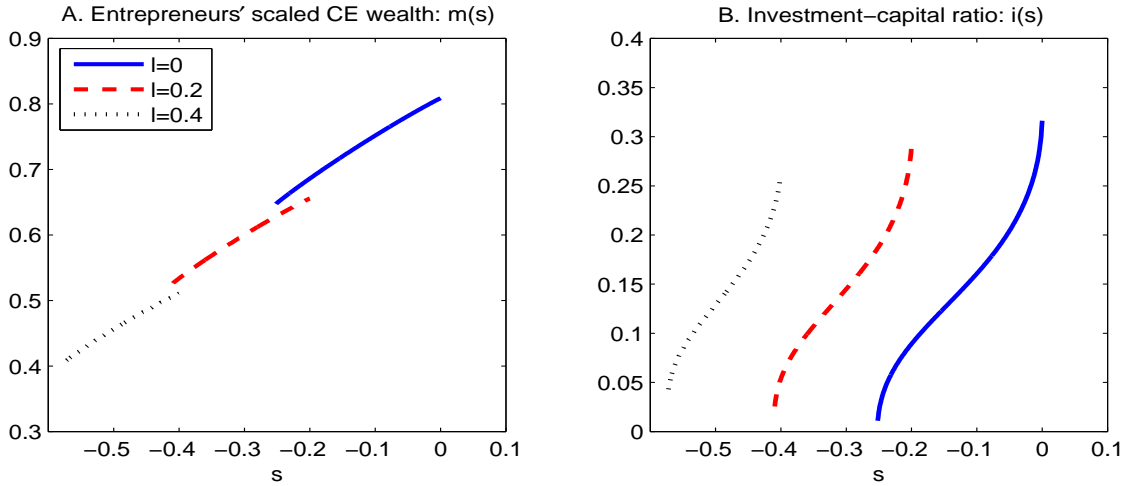 A. Entrepreneurs′ scaled CE wealth: m(s)
0.9
0.8
0.7
0.6
0.5
0.4
0.3
−0.5 −0.4 −0.3 −0.2 −0.1 0 0.1
s
l=0
l=0.2
l=0.4
B. Investment−capital ratio: i(s)
0.4
0.35
0.3
0.25
0.2
0.15
0.1
0.05
0
−0.5 −0.4 −0.3 −0.2 −0.1 0 0.1
s